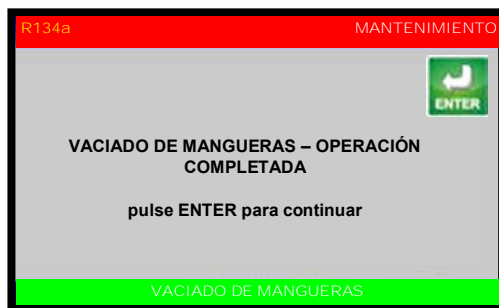 R134a MANTENIMIENTO
ENTER
VACIADO DE MANGUERAS – OPERACIÓN
COMPLETADA
pulse ENTER para continuar
VACIADO DE MANGUERAS